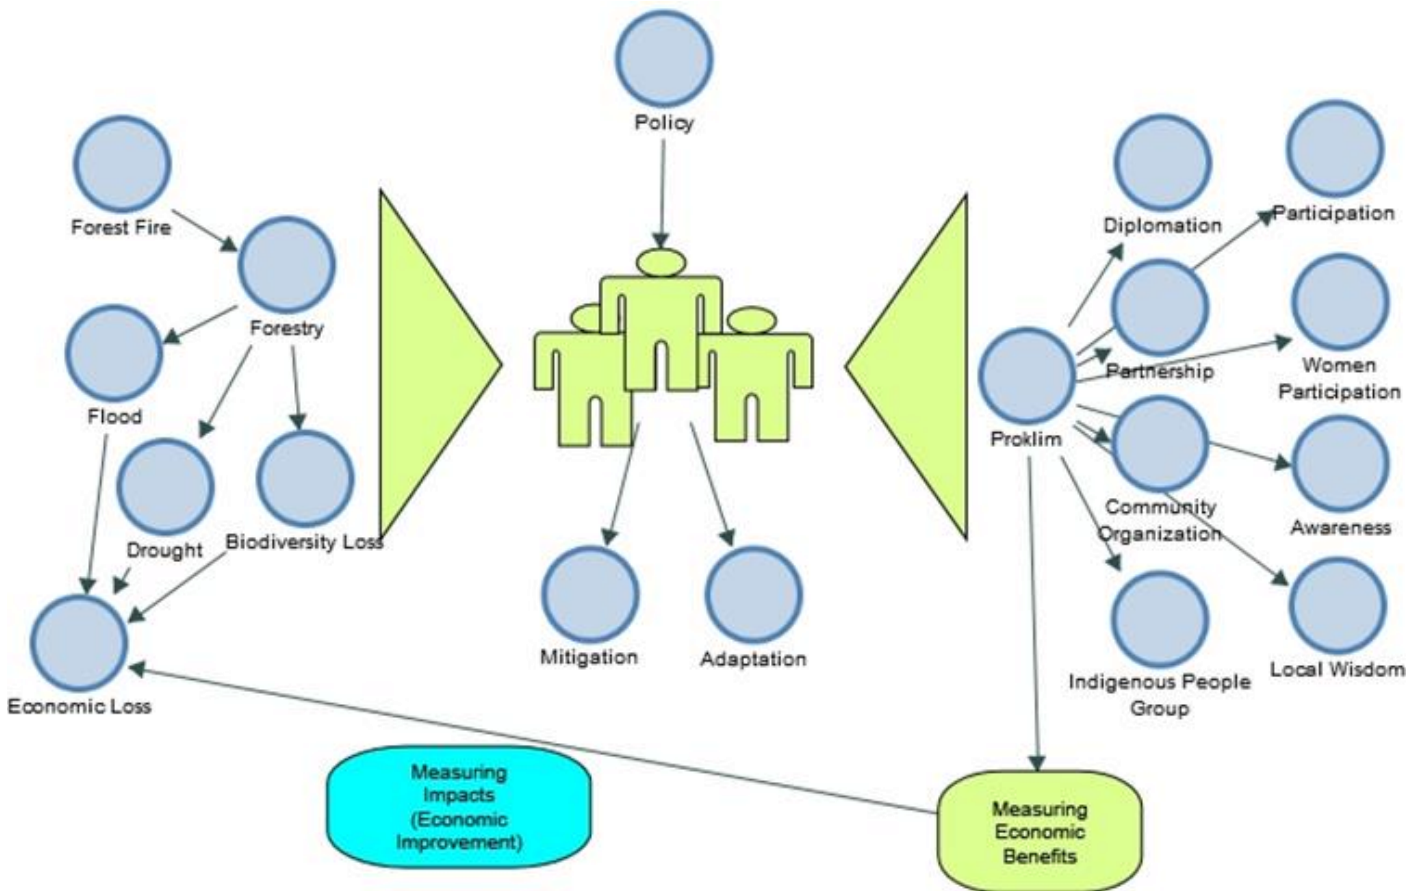 Policy
Forest Fire
Diplomation
Participation
Forestry
Flood
Partnership
Women
Participation
Proklim
Drought
Biodiversity Loss
Community
Organization
Awareness
Mitigation
Adaptation
Economic Loss
Indigenous People
Group
Local Wisdom
Measuring
Impacts
(Economic
Improvement)
Measuring
Economic
Benefits